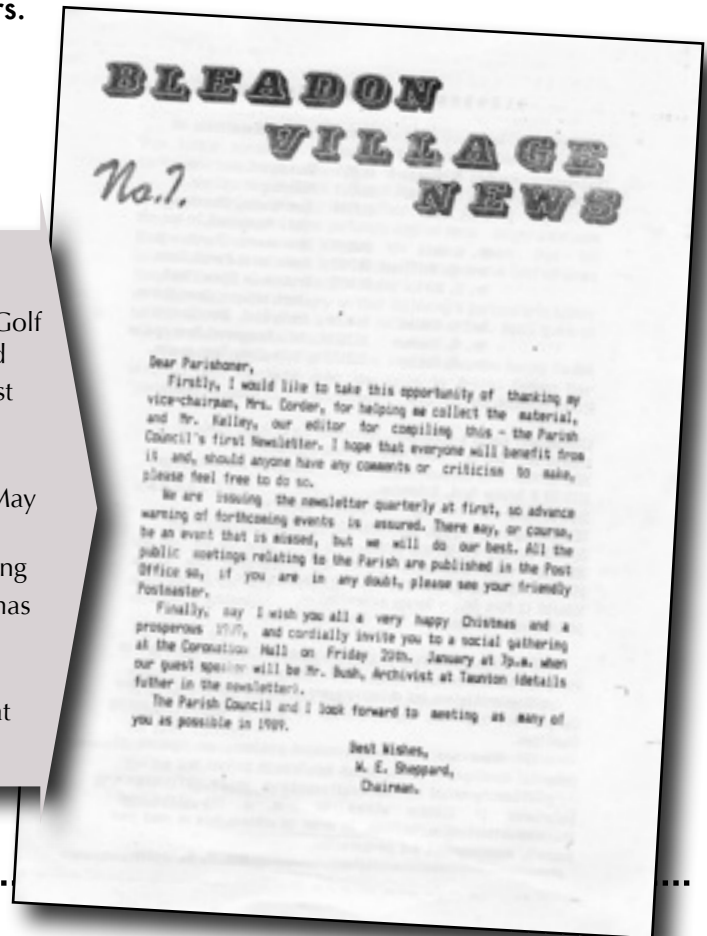 rs.
BLEADON
VILLAGE
NEWS
No.1.
Golf
d
st
May
ng
has
at
Dear Parishoner,
Firstly, I would like to take this opportunity of thanking my
vice-chairman, Mrs. Corder, for helping me collect the material,
and Mr. Kelley, our editor for compiling this - the Parish
Council's first Newsletter. I hope that everyone will benefit from
it and, should anyone have any comments or criticism to make,
please feel free to do so.
We are issuing the newsletter quarterly at first, so advance
warning of forthcoming events is assured. There may, or course,
be an event that is missed, but we will do our best. All the
public meetings relating to the Parish are published in the Post
Office so, if you are in any doubt, please see your friendly
Postmaster.
Finally, may I wish you all a very happy Chistmas and a
prosperous 1989, and cordially invite you to a social gathering
at the Coronation Hall on Friday January at 7p.m. when
our guest speaker will be Mr. Bush, Archivist at Taunton (details
futher in the newsletter).
The Parish Council and I look forward to meeting as many of
you as possible in 1989.
Best Wishes,
W. E. Sheppard,
Chairman.